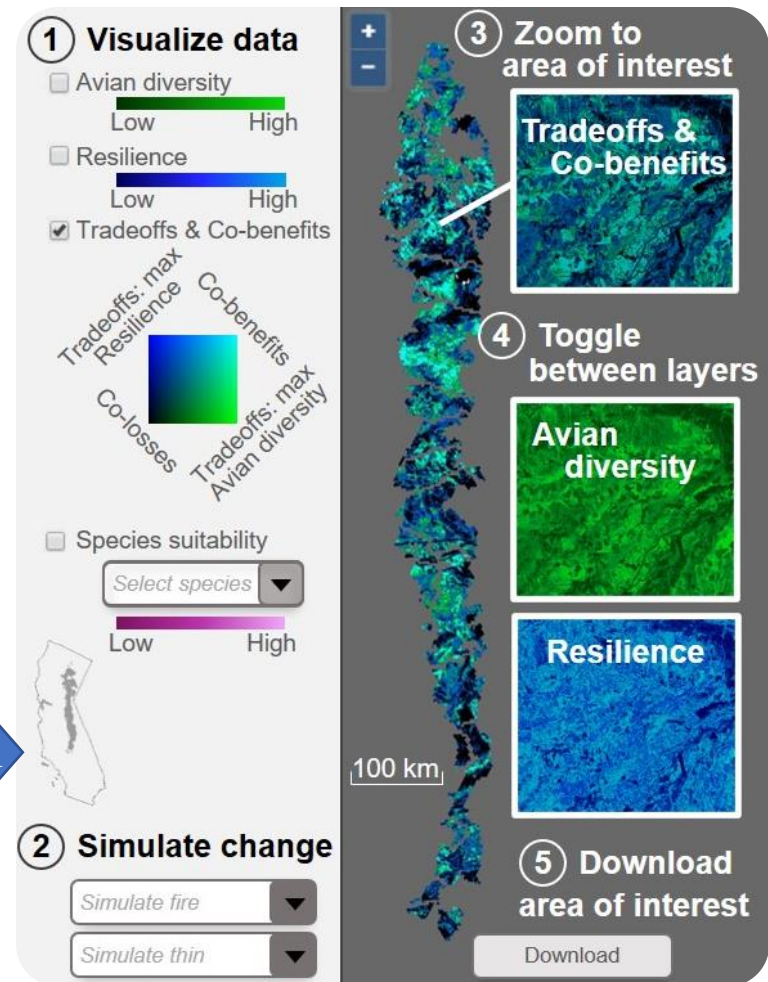 1 Visualize data
Avian diversity
Low High
Resilience
Low High
Tradeoffs & Co-benefits
Tradeoffs: max
Resilience
Co-benefits
Co-losses
Tradeoffs: max
Avian diversity
Species suitability
Select species
Low High
2 Simulate change
Simulate fire
Simulate thin
+
−
3 Zoom to
area of interest
Tradeoffs &
Co-benefits
4 Toggle
between layers
Avian
diversity
Resilience
100 km
5 Download
area of interest
Download